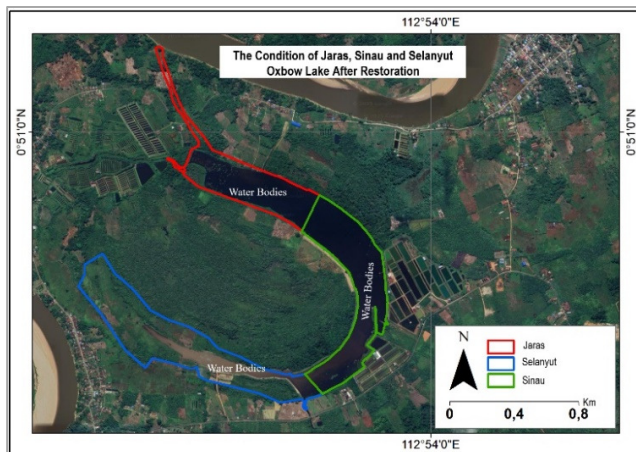 112°54'0"E
The Condition of Jaras, Sinau and Selanyut
Oxbow Lake After Restoration
0°51'0"N
0°51'0"N
Water Bodies
Water Bodies
Water Bodies
N
Jaras
Selanyut
Sinau
Km
0 0,4 0,8
112°54'0"E